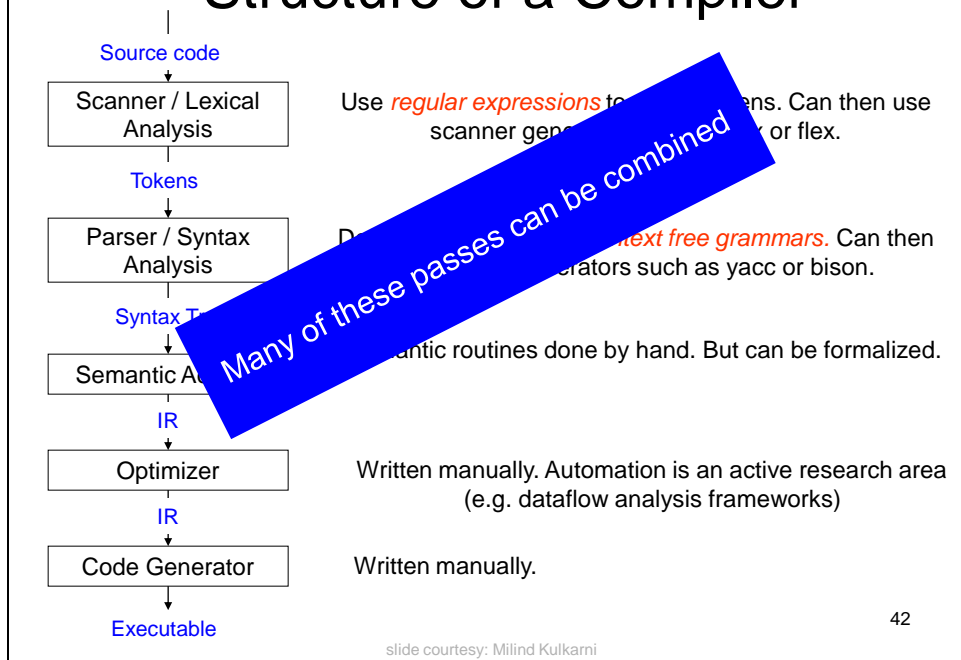 Structure of a Compiler
Source code
Scanner / Lexical
Analysis
Use regular expressions to ens. Can then use
scanner gen or flex.
Tokens
Parser / Syntax
Analysis
text free grammars. Can then
erators such as yacc or bison.
Syntax
Semantic
antic routines done by hand. But can be formalized.
Many of these passes can be combined
IR
Optimizer
Written manually. Automation is an active research area
(e.g. dataflow analysis frameworks)
IR
Code Generator
Written manually.
Executable
42
slide courtesy: Milind Kulkarni